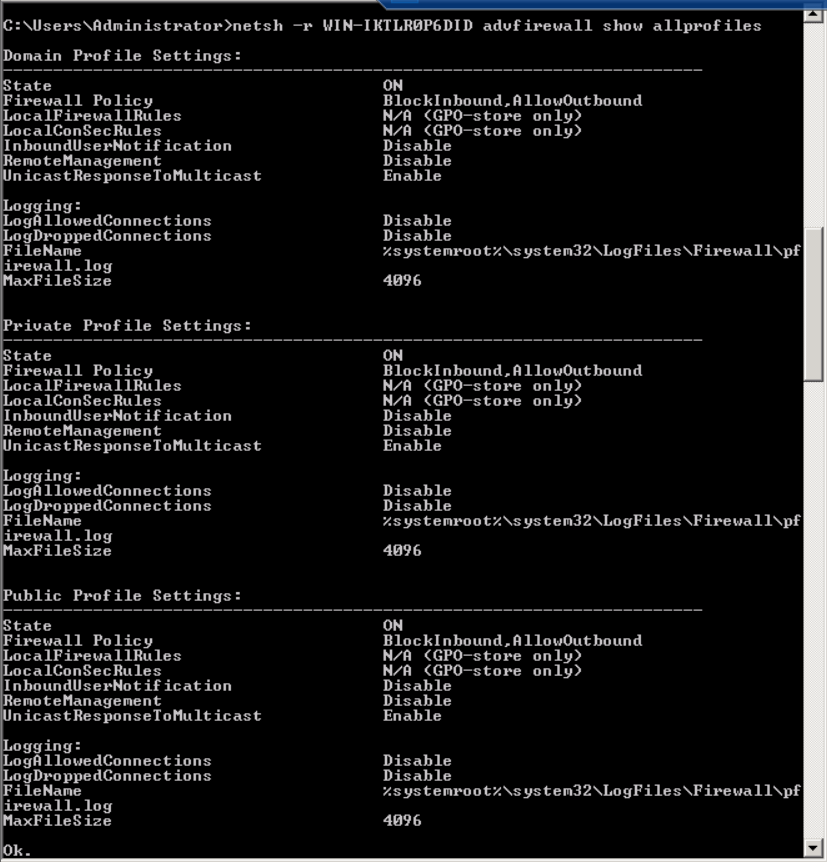 C:\Users\Administrator>netsh -r WIN-IKTLR0P6DID advfirewall show allprofiles
Domain Profile Settings:
----------------------------------------------------------------------
State ON
Firewall Policy BlockInbound,AllowOutbound
LocalFirewallRules N/A (GPO-store only)
LocalConSecRules N/A (GPO-store only)
InboundUserNotification Disable
RemoteManagement Disable
UnicastResponseToMulticast Enable
Logging:
LogAllowedConnections Disable
LogDroppedConnections Disable
FileName %systemroot%\system32\LogFiles\Firewall\pf
irewall.log
MaxFileSize 4096
Private Profile Settings:
----------------------------------------------------------------------
State ON
Firewall Policy BlockInbound,AllowOutbound
LocalFirewallRules N/A (GPO-store only)
LocalConSecRules N/A (GPO-store only)
InboundUserNotification Disable
RemoteManagement Disable
UnicastResponseToMulticast Enable
Logging:
LogAllowedConnections Disable
LogDroppedConnections Disable
FileName %systemroot%\system32\LogFiles\Firewall\pf
irewall.log
MaxFileSize 4096
Public Profile Settings:
----------------------------------------------------------------------
State ON
Firewall Policy BlockInbound,AllowOutbound
LocalFirewallRules N/A (GPO-store only)
LocalConSecRules N/A (GPO-store only)
InboundUserNotification Disable
RemoteManagement Disable
UnicastResponseToMulticast Enable
Logging:
LogAllowedConnections Disable
LogDroppedConnections Disable
FileName %systemroot%\system32\LogFiles\Firewall\pf
irewall.log
MaxFileSize 4096
Ok.